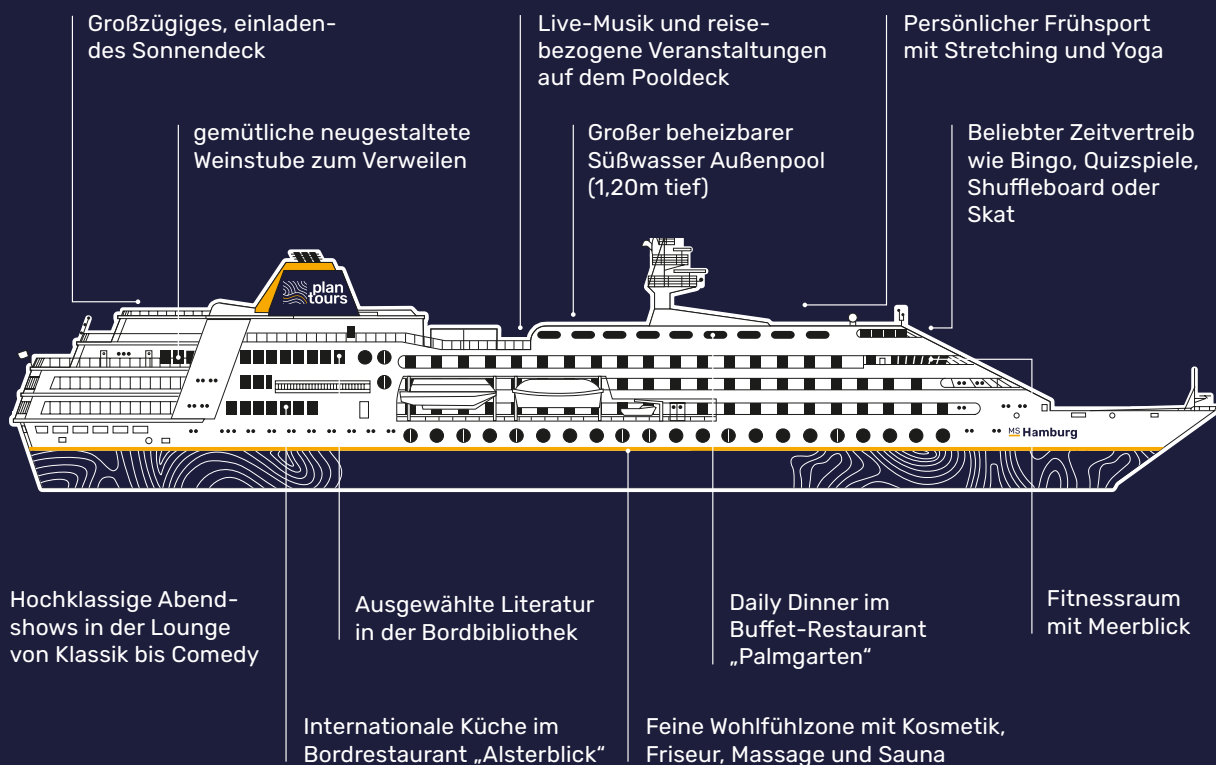 Großzügiges, einladen-
des Sonnendeck
Live-Musik und reise-
bezogene Veranstaltungen
auf dem Pooldeck
Persönlicher Frühsport
mit Stretching und Yoga
gemütliche neugestaltete
Weinstube zum Verweilen
Großer beheizbarer
Süßwasser Außenpool
(1,20m tief)
Beliebter Zeitvertreib
wie Bingo, Quizspiele,
Shuffleboard oder
Skat
plan
tours
MS Hamburg
Hochklassige Abend-
shows in der Lounge
von Klassik bis Comedy
Ausgewählte Literatur
in der Bordbibliothek
Daily Dinner im
Buffet-Restaurant
„Palmgarten“
Fitnessraum
mit Meerblick
Internationale Küche im
Bordrestaurant „Alsterblick“
Feine Wohlfühlzone mit Kosmetik,
Friseur, Massage und Sauna